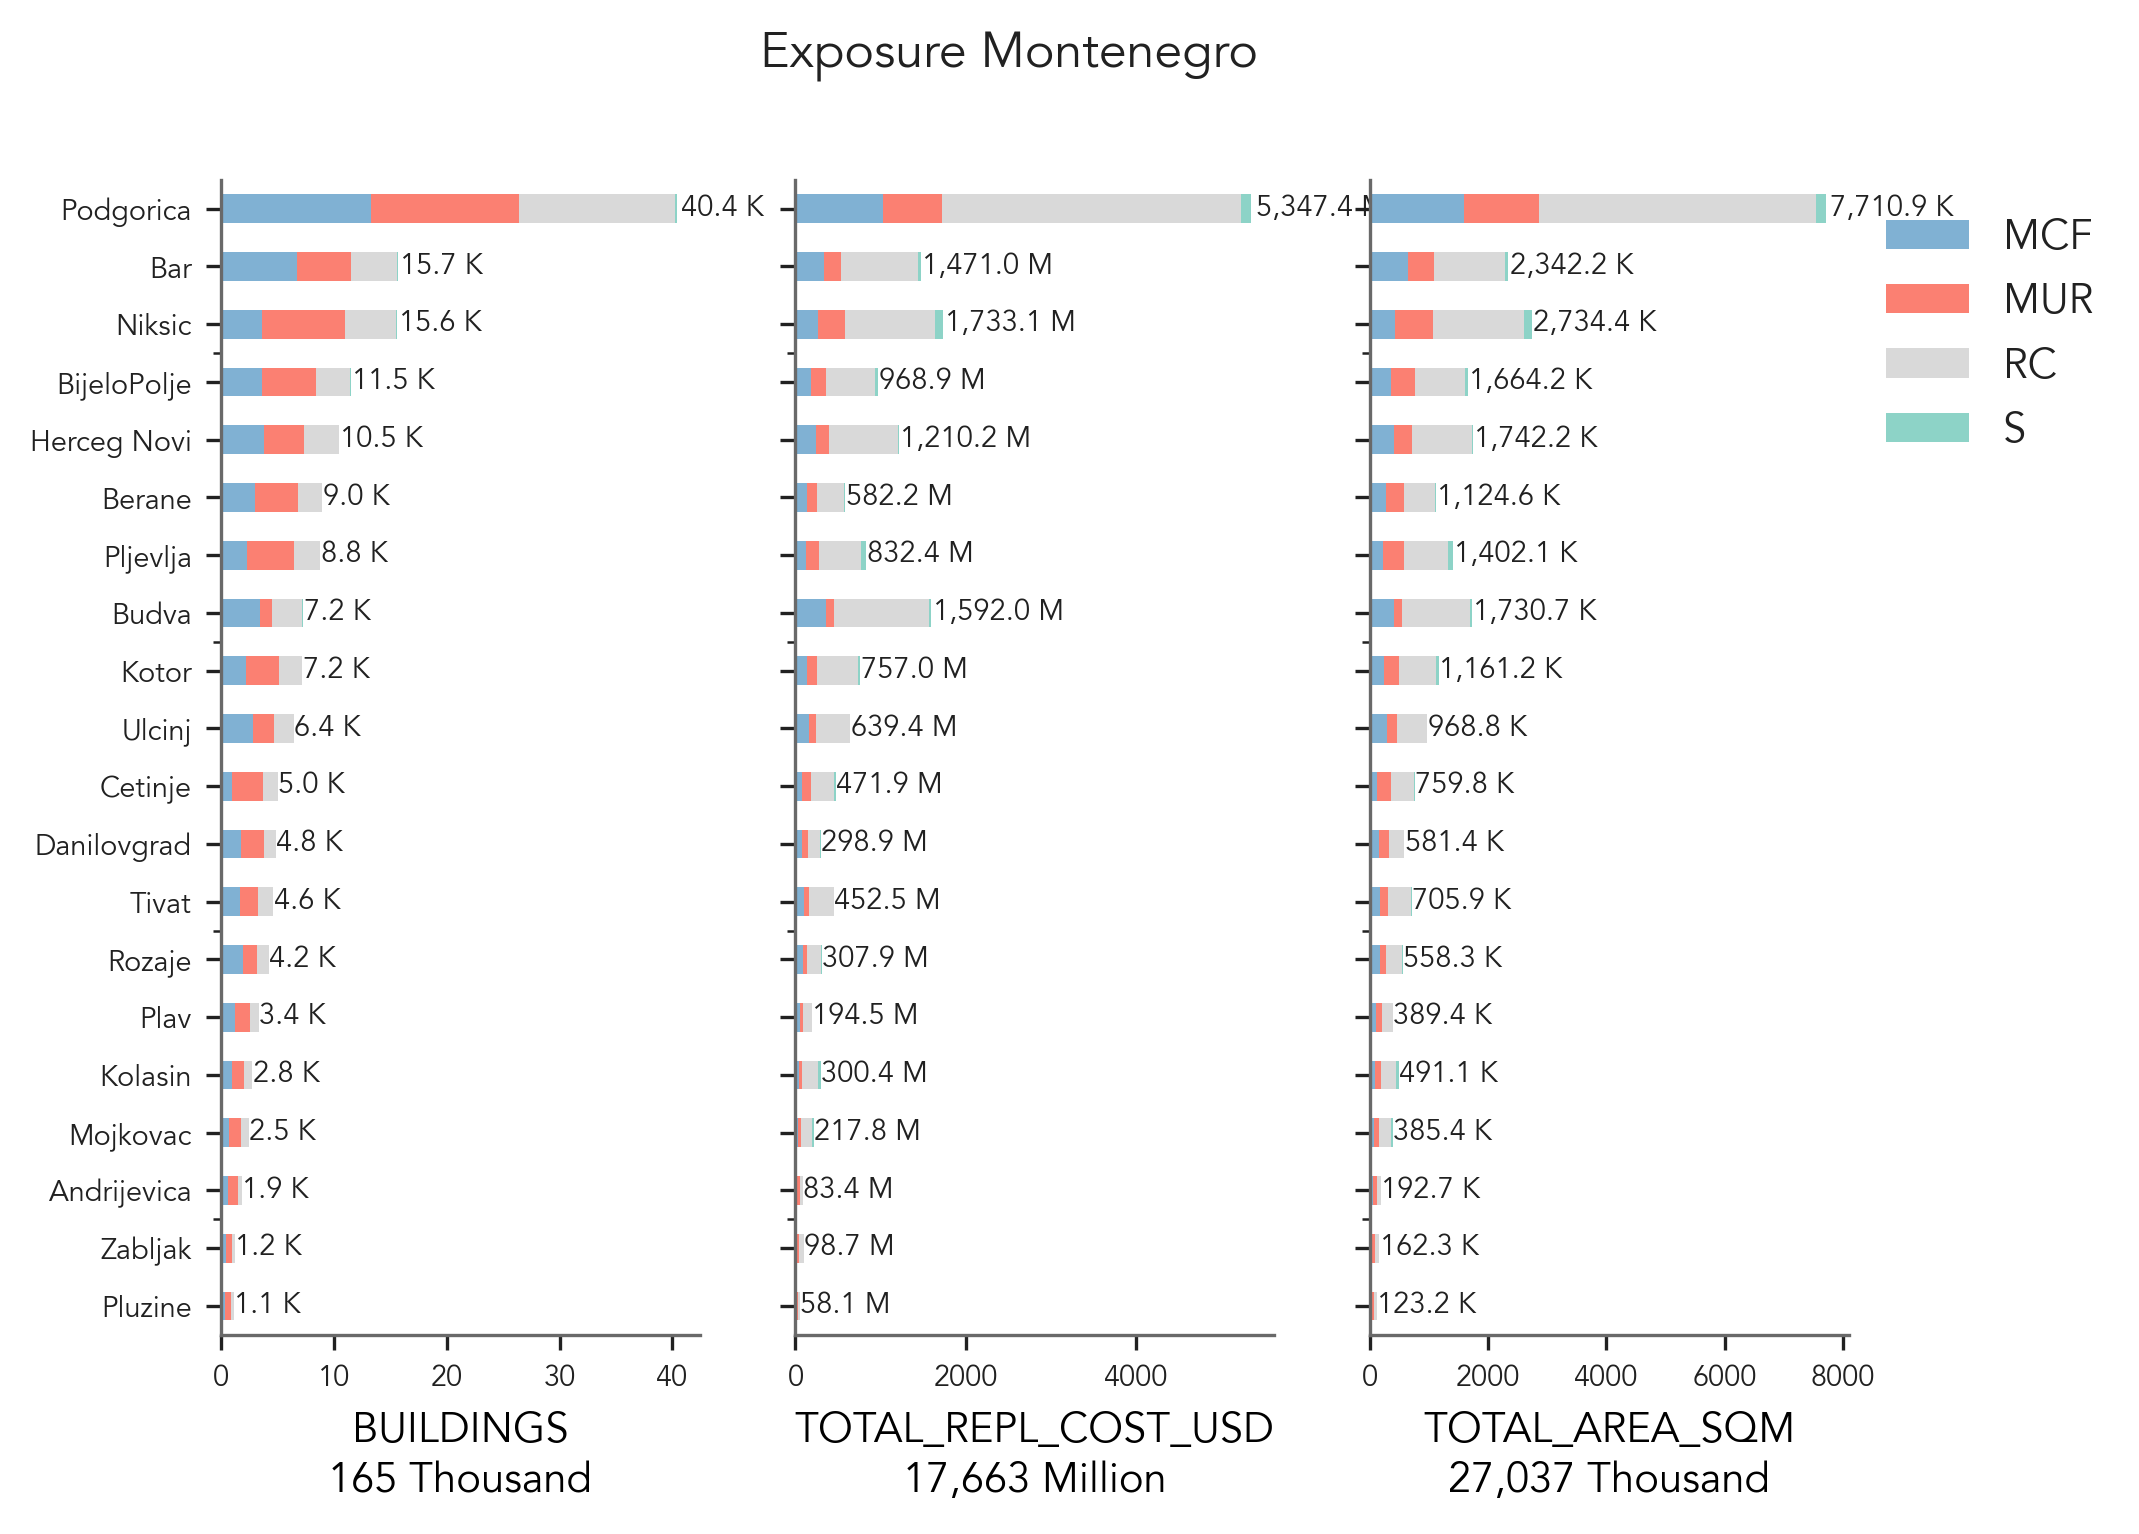 Exposure Montenegro
Podgorica 40.4 K 5,347.4 M 7,710.9 K
Bar 15.7 K 1,471.0 M 2,342.2 K
Niksic 15.6 K 1,733.1 M 2,734.4 K
BijeloPolje 11.5 K 968.9 M 1,664.2 K
Herceg Novi 10.5 K 1,210.2 M 1,742.2 K
Berane 9.0 K 582.2 M 1,124.6 K
Pljevlja 8.8 K 832.4 M 1,402.1 K
Budva 7.2 K 1,592.0 M 1,730.7 K
Kotor 7.2 K 757.0 M 1,161.2 K
Ulcinj 6.4 K 639.4 M 968.8 K
Cetinje 5.0 K 471.9 M 759.8 K
Danilovgrad 4.8 K 298.9 M 581.4 K
Tivat 4.6 K 452.5 M 705.9 K
Rozaje 4.2 K 307.9 M 558.3 K
Plav 3.4 K 194.5 M 389.4 K
Kolasin 2.8 K 300.4 M 491.1 K
Mojkovac 2.5 K 217.8 M 385.4 K
Andrijevica 1.9 K 83.4 M 192.7 K
Zabljak 1.2 K 98.7 M 162.3 K
Pluzine 1.1 K 58.1 M 123.2 K
0 10 20 30 40
BUILDINGS
165 Thousand
0 2000 4000
TOTAL_REPL_COST_USD
17,663 Million
0 2000 4000 6000 8000
TOTAL_AREA_SQM
27,037 Thousand
MCF
MUR
RC
S